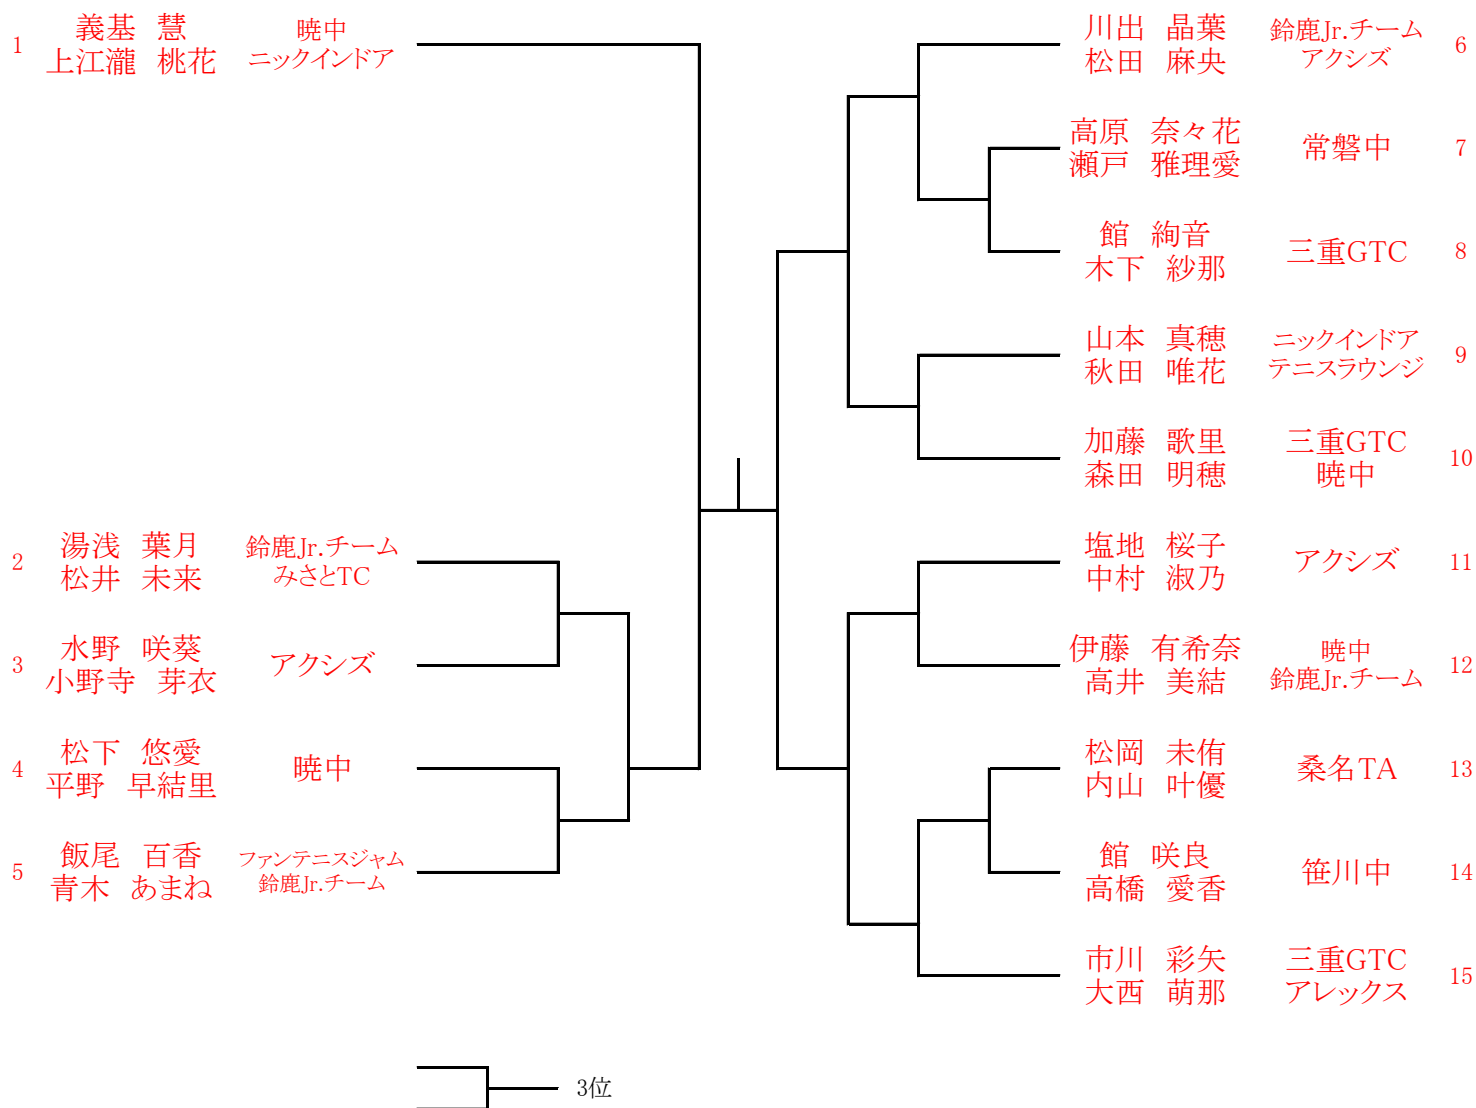 1 義基 慧 暁中
上江瀧 桃花 ニックインドア
2 湯浅 葉月 鈴鹿Jr.チーム
松井 未来 みさとTC
3 水野 咲葵 アクシズ
小野寺 芽衣
4 松下 悠愛 暁中
平野 早結里
5 飯尾 百香 ファンテニスジャム
青木 あまね 鈴鹿Jr.チーム
川出 晶葉 鈴鹿Jr.チーム 6
松田 麻央 アクシズ
高原 奈々花 常磐中 7
瀬戸 雅理愛
館 絢音 三重GTC 8
木下 紗那
山本 真穂 ニックインドア 9
秋田 唯花 テニスラウンジ
加藤 歌里 三重GTC 10
森田 明穂 暁中
塩地 桜子 アクシズ 11
中村 淑乃
伊藤 有希奈 暁中 12
高井 美結 鈴鹿Jr.チーム
松岡 未侑 桑名TA 13
内山 叶優
館 咲良 笹川中 14
高橋 愛香
市川 彩矢 三重GTC 15
大西 萌那 アレックス
3位